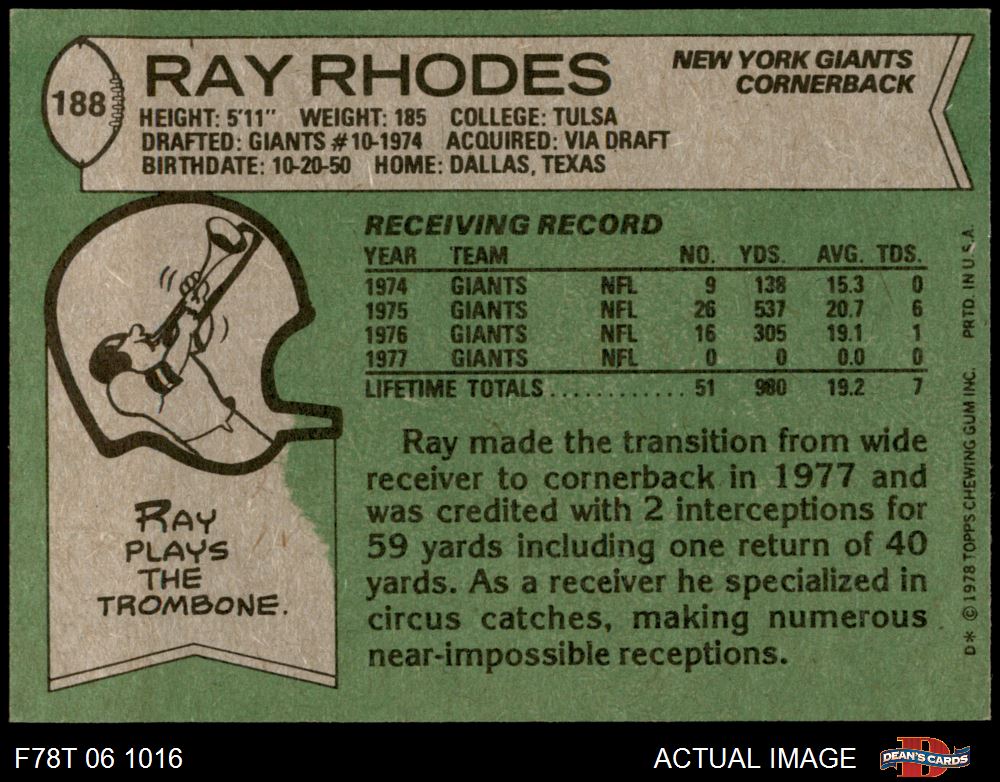 188
RAY RHODES
NEW YORK GIANTS
CORNERBACK
HEIGHT: 5'11" WEIGHT: 185 COLLEGE: TULSA
DRAFTED: GIANTS #10-1974 ACQUIRED: VIA DRAFT
BIRTHDATE: 10-20-50 HOME: DALLAS, TEXAS
RECEIVING RECORD
YEAR TEAM NO. YDS. AVG. TDS.
1974 GIANTS NFL 9 138 15.3 0
1975 GIANTS NFL 26 537 20.7 6
1976 GIANTS NFL 16 305 19.1 1
1977 GIANTS NFL 0 0 0.0 0
LIFETIME TOTALS............ 51 980 19.2 7
Ray made the transition from wide
receiver to cornerback in 1977 and
was credited with 2 interceptions for
59 yards including one return of 40
yards. As a receiver he specialized in
circus catches, making numerous
near-impossible receptions.
RAY
PLAYS
THE
TROMBONE.
D* © 1978 TOPPS CHEWING GUM INC. PRTD. IN U.S.A.
F78T 06 1016
ACTUAL IMAGE
DEAN'S CARDS